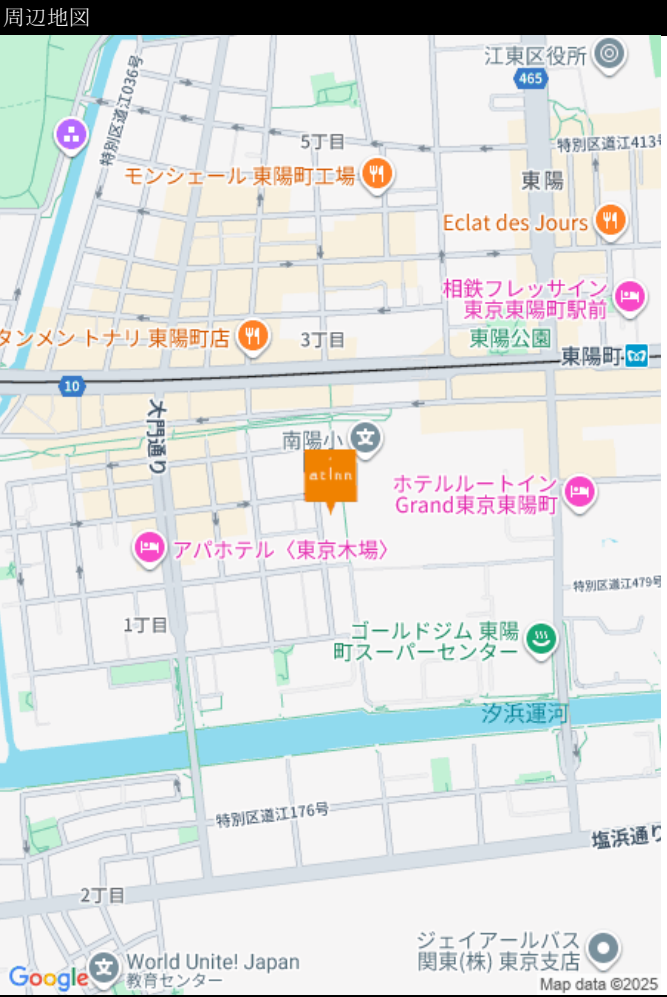 周辺地図
江東区役所
465
特別区道江036号
5丁目
特別区道江413号
モンシェール 東陽町工場
東陽
Eclat des Jours
相鉄フレッサイン
東京東陽町駅前
タンメントナリ 東陽町店
3丁目
東陽公園
東陽町
10
大門通り
南陽小
atInn
ホテルルートイン
Grand東京東陽町
アパホテル〈東京木場〉
特別区道江479号
1丁目
ゴールドジム 東陽
町スーパーセンター
汐浜運河
特別区道江176号
塩浜通り
2丁目
ジェイアールバス
関東(株) 東京支店
World Unite! Japan
教育センター
Google
Map data ©2025